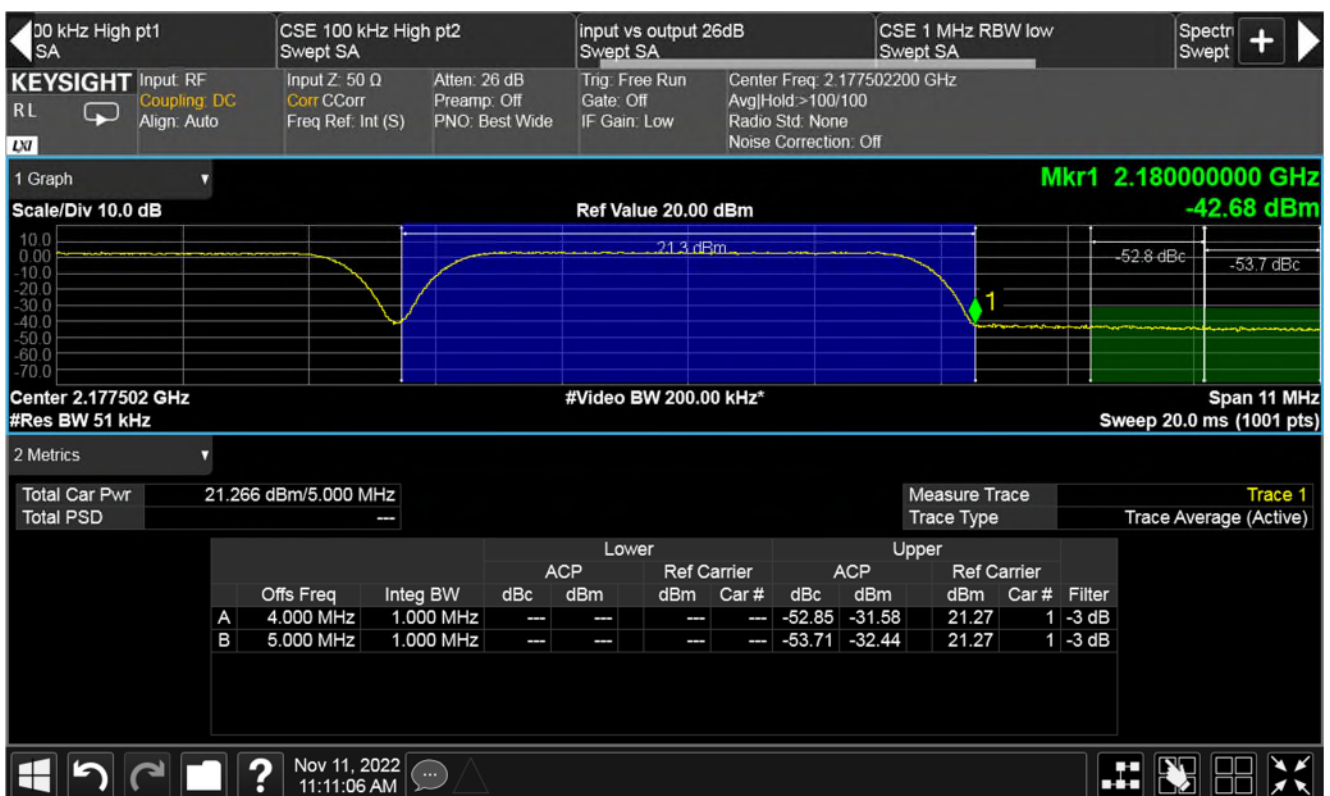 00 kHz High pt1
SA
CSE 100 kHz High pt2
Swept SA
input vs output 26dB
Swept SA
CSE 1 MHz RBW low
Swept SA
Spectr
Swept
+
KEYSIGHT
RL
LXI
Input: RF
Coupling: DC
Align: Auto
Input Z: 50 Ω
Corr CCorr
Freq Ref: Int (S)
Atten: 26 dB
Preamp: Off
PNO: Best Wide
Trig: Free Run
Gate: Off
IF Gain: Low
Center Freq: 2.177502200 GHz
Avg|Hold:>100/100
Radio Std: None
Noise Correction: Off
1 Graph
Mkr1 2.180000000 GHz
Scale/Div 10.0 dB
Ref Value 20.00 dBm
-42.68 dBm
10.0
0.00
-10.0
-20.0
-30.0
-40.0
-50.0
-60.0
-70.0
21.3 dBm
-52.8 dBc
-53.7 dBc
1
Center 2.177502 GHz
#Video BW 200.00 kHz*
Span 11 MHz
#Res BW 51 kHz
Sweep 20.0 ms (1001 pts)
2 Metrics
Total Car Pwr 21.266 dBm/5.000 MHz
Total PSD ---
Measure Trace Trace 1
Trace Type Trace Average (Active)
Lower Upper
ACP Ref Carrier ACP Ref Carrier
Offs Freq Integ BW dBc dBm dBm Car # dBc dBm dBm Car # Filter
A 4.000 MHz 1.000 MHz --- --- --- --- -52.85 -31.58 21.27 1 -3 dB
B 5.000 MHz 1.000 MHz --- --- --- --- -53.71 -32.44 21.27 1 -3 dB
?
Nov 11, 2022
11:11:06 AM